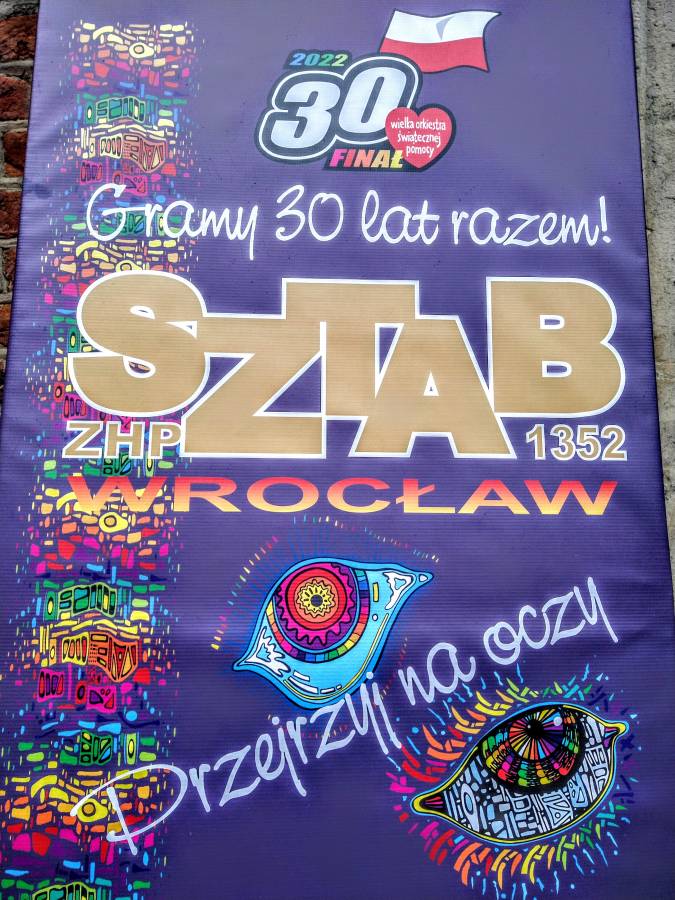 2022
30
FINAŁ
wielka orkiestra
świątecznej
pomocy
Gramy 30 lat razem!
SZTAB
ZHP 1352
WROCŁAW
Przejrzyj na oczy